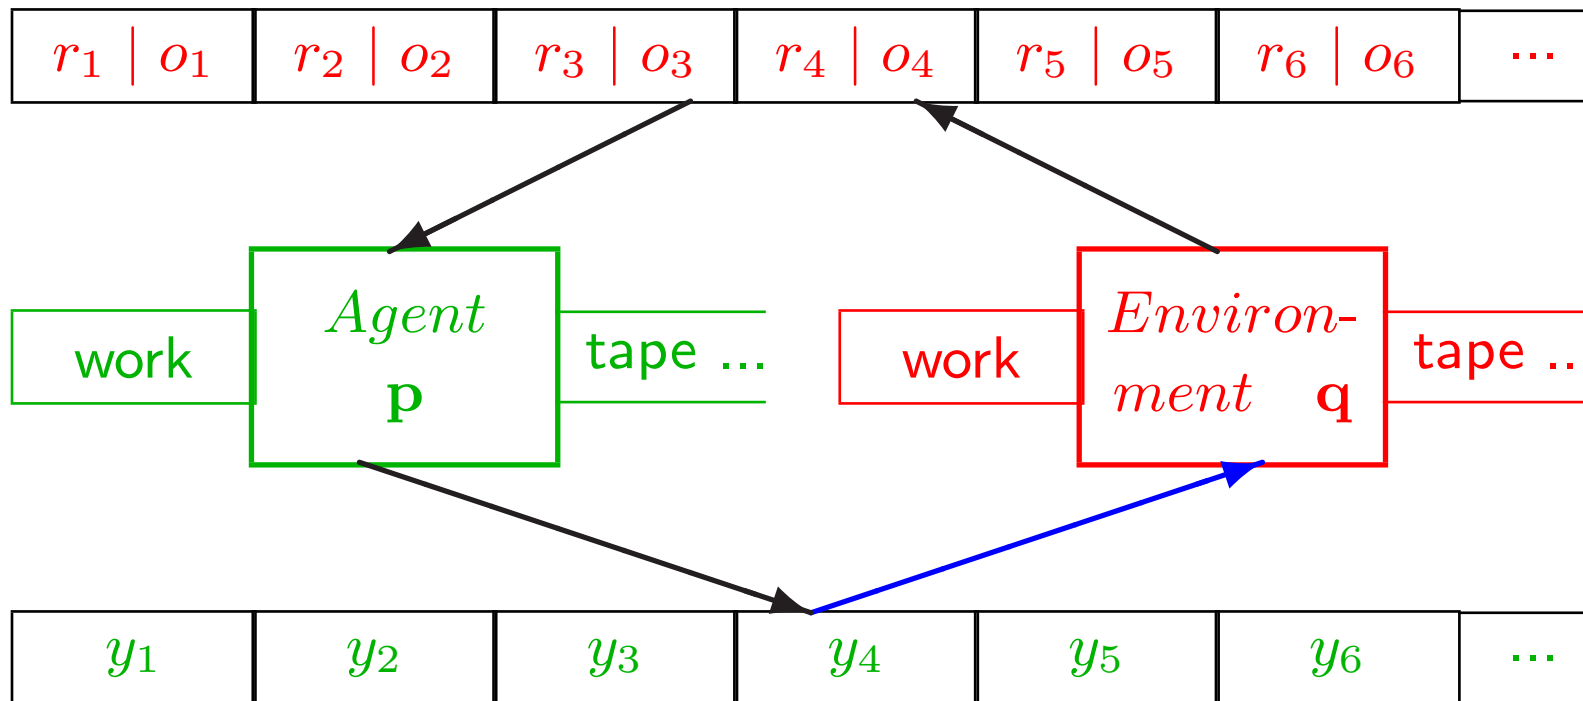 r₁ | o₁ r₂ | o₂ r₃ | o₃ r₄ | o₄ r₅ | o₅ r₆ | o₆ ...
work Agent p tape ... work Environ-ment q tape ..
y₁ y₂ y₃ y₄ y₅ y₆ ...